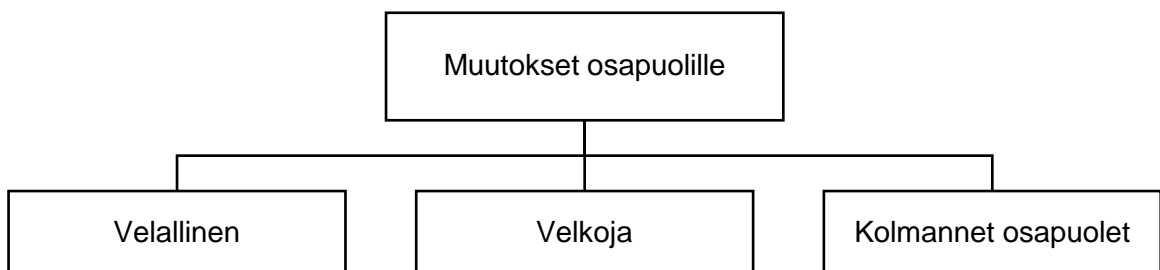 Muutokset osapuolille
Velallinen
Velkoja
Kolmannet osapuolet